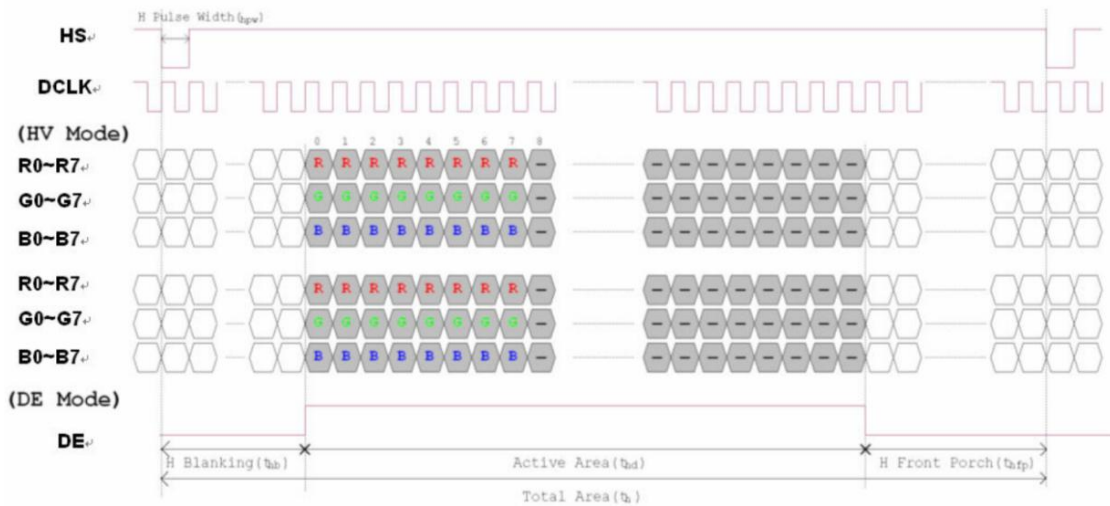 H Pulse Width(thpw)
HS
DCLK
(HV Mode)
0 1 2 3 4 5 6 7 8
R0~R7 R R R R R R R R - - - - - - - - -
G0~G7 G G G G G G G G - - - - - - - - -
B0~B7 B B B B B B B B - - - - - - - - -
R0~R7 R R R R R R R R - - - - - - - - -
G0~G7 G G G G G G G G - - - - - - - - -
B0~B7 B B B B B B B B - - - - - - - - -
(DE Mode)
DE
H Blanking(thb) Active Area(thd) H Front Porch(thfp)
Total Area(th)